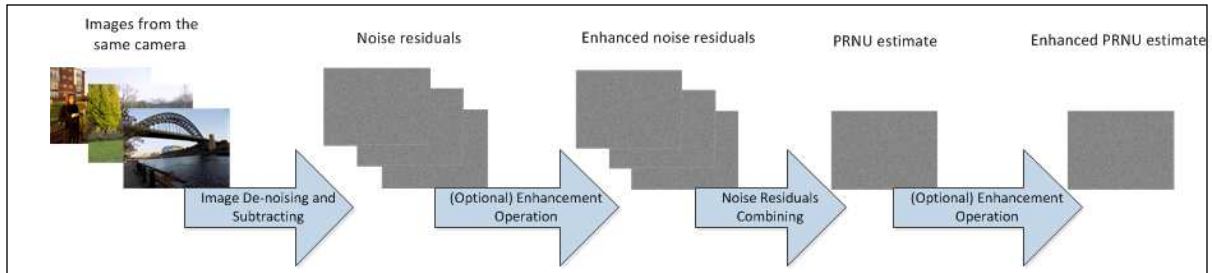 Images from the
same camera
Noise residuals
Enhanced noise residuals
PRNU estimate
Enhanced PRNU estimate
Image De-noising and
Subtracting
(Optional) Enhancement
Operation
Noise Residuals
Combining
(Optional) Enhancement
Operation